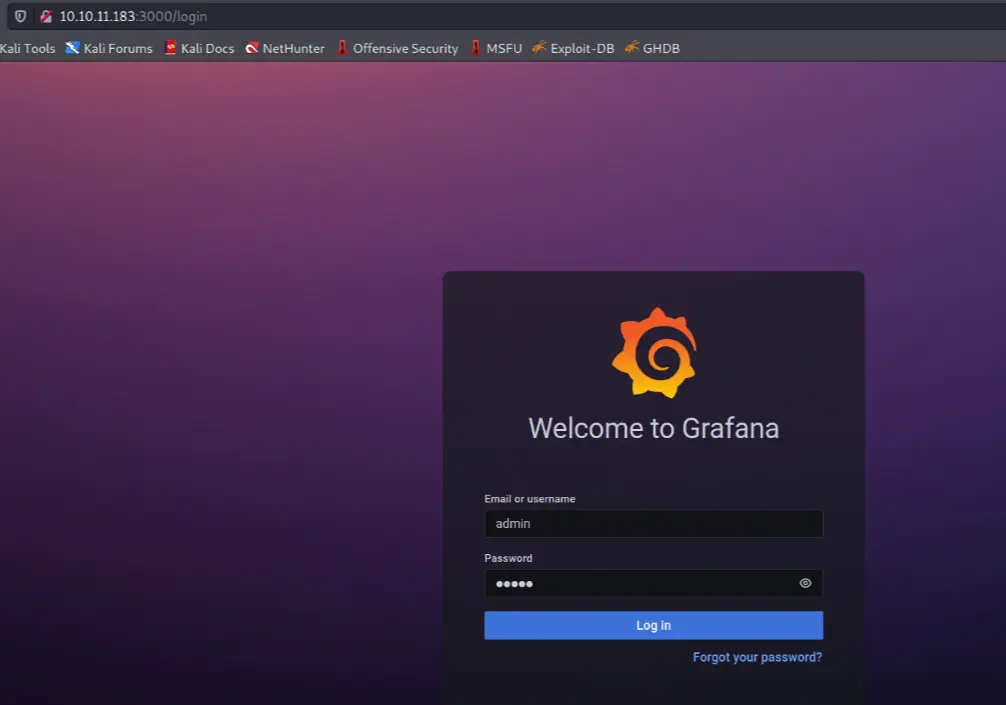 10.10.11.183:3000/login
Kali Tools Kali Forums Kali Docs NetHunter Offensive Security MSFU Exploit-DB GHDB
Welcome to Grafana
Email or username
admin
Password
●●●●●
Log in
Forgot your password?